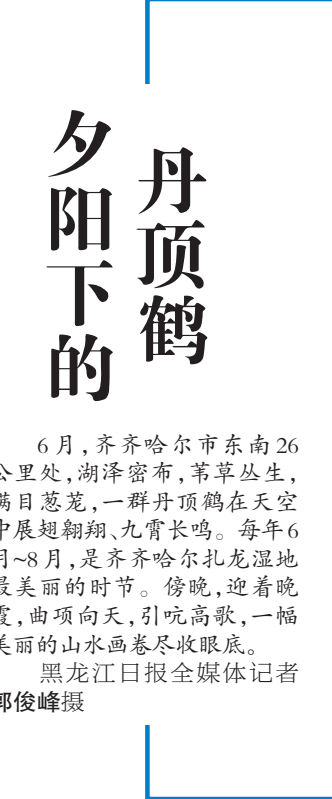 夕阳下的
丹顶鹤
6月,齐齐哈尔市东南26
公里处,湖泽密布,苇草丛生,
满目葱茏,一群丹顶鹤在天空
中展翅翱翔、九霄长鸣。每年6
月~8月,是齐齐哈尔扎龙湿地
最美丽的时节。傍晚,迎着晚
霞,曲项向天,引吭高歌,一幅
美丽的山水画卷尽收眼底。
黑龙江日报全媒体记者
郭俊峰摄